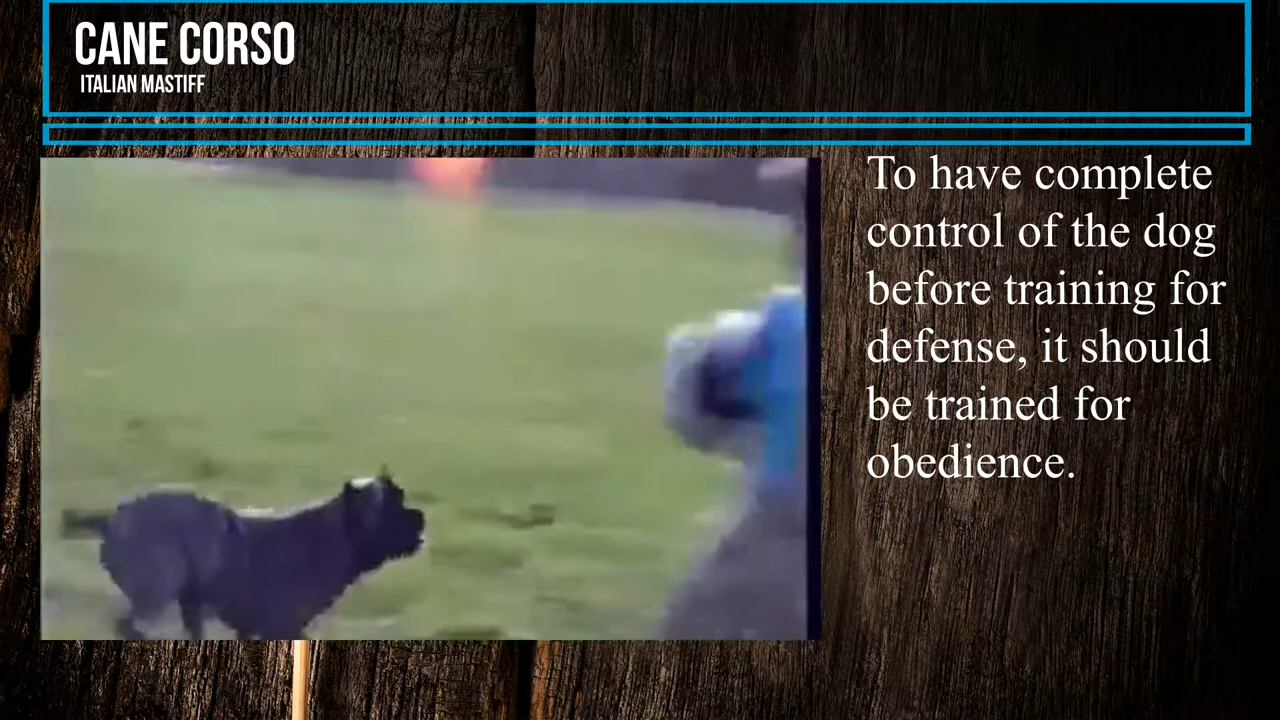 CANE CORSO
ITALIAN MASTIFF
To have complete
control of the dog
before training for
defense, it should
be trained for
obedience.